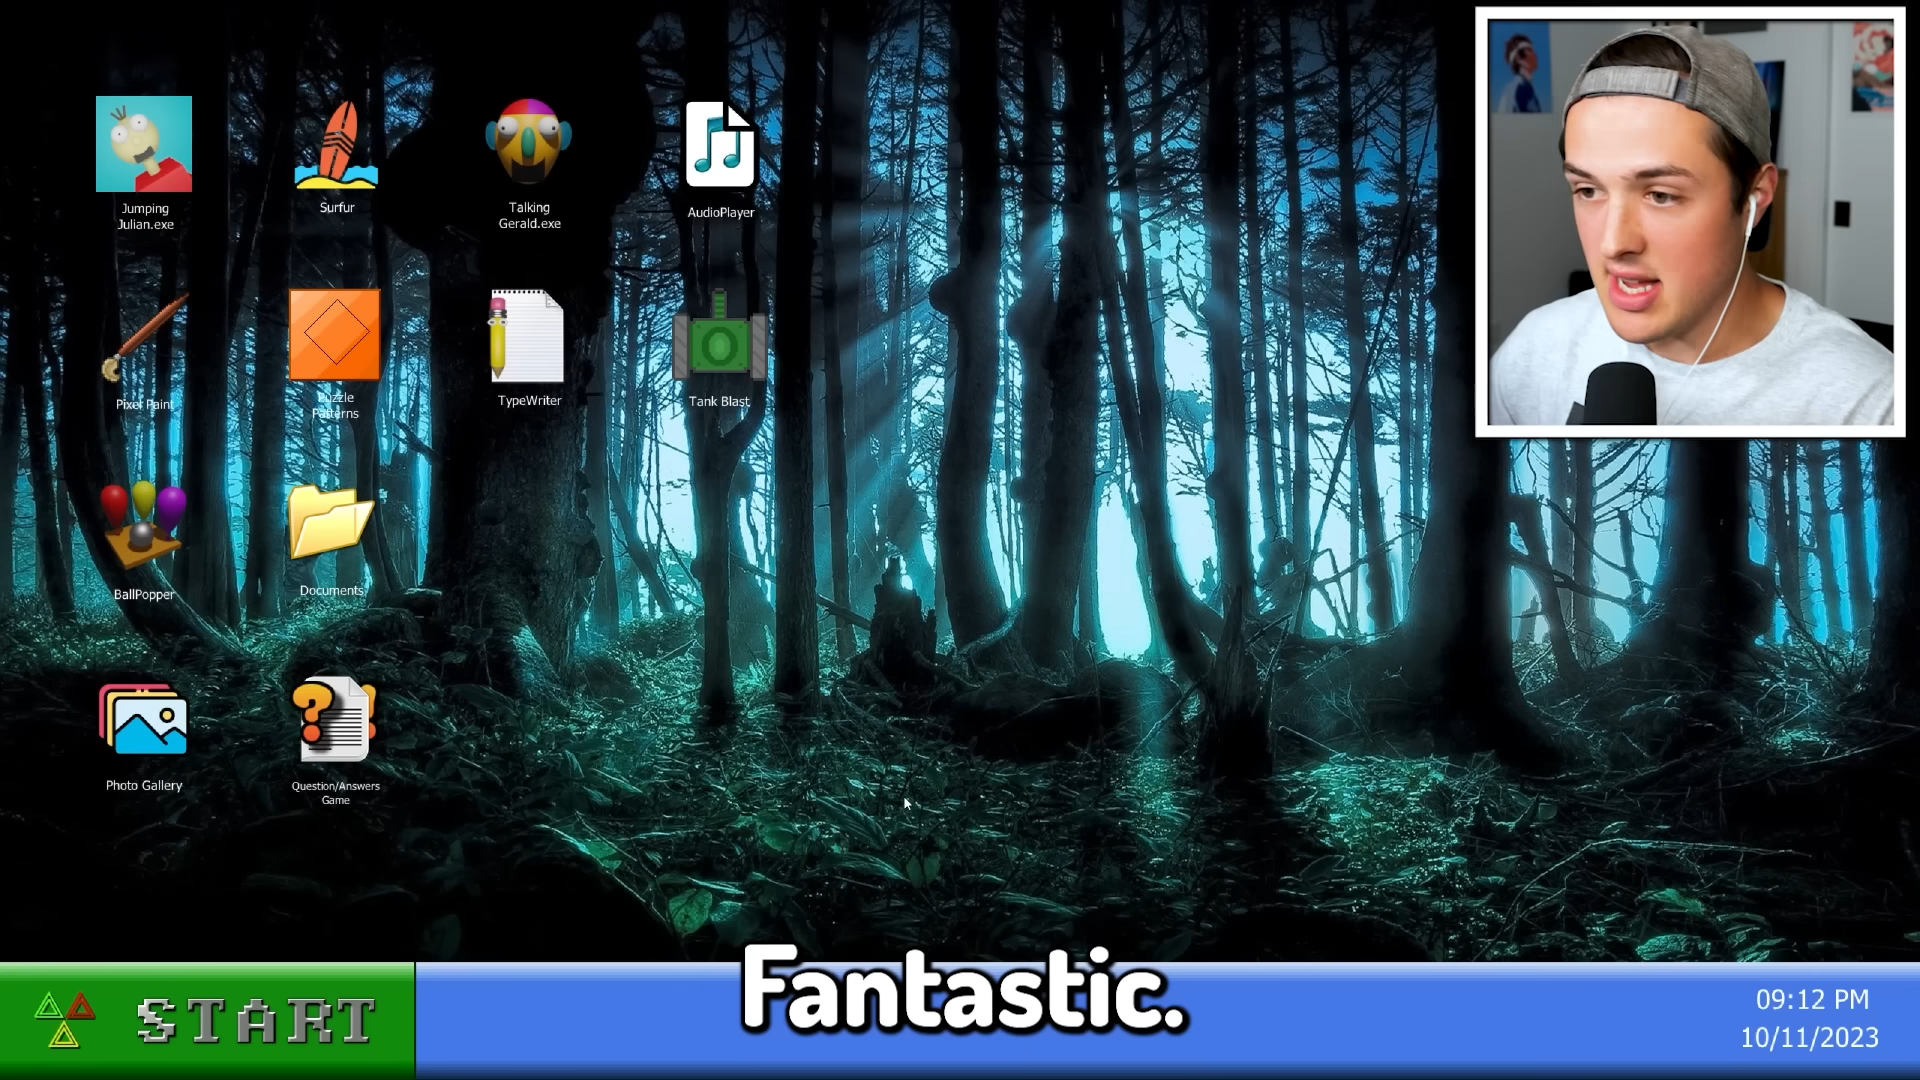 Jumping
Julian.exe
Surfur
Talking
Gerald.exe
AudioPlayer
Pixel Paint
Puzzle
Patterns
TypeWriter
Tank Blast
BallPopper
Documents
Photo Gallery
Question/Answers
Game
START
Fantastic.
09:12 PM
10/11/2023